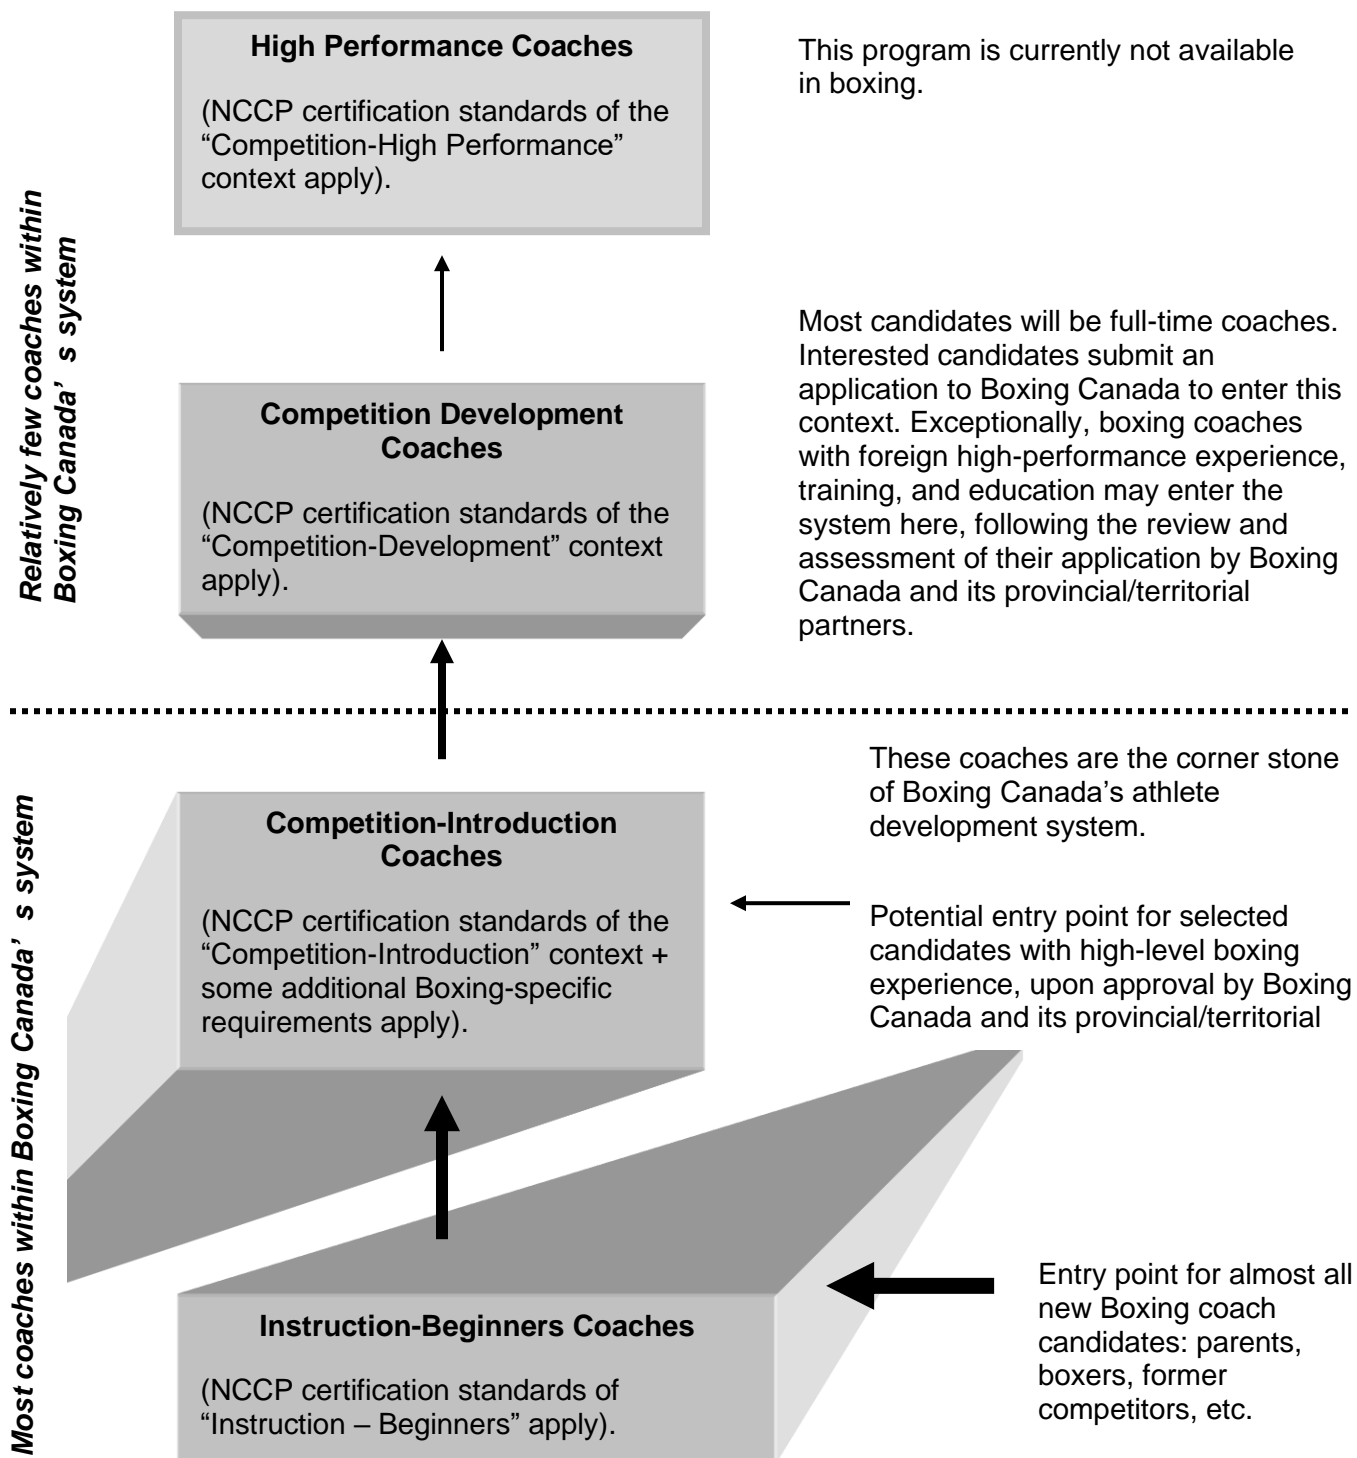 High Performance Coaches
(NCCP certification standards of the
“Competition-High Performance”
context apply).
This program is currently not available
in boxing.
Relatively few coaches within
Boxing Canada’ s system
Competition Development
Coaches
(NCCP certification standards of the
“Competition-Development” context
apply).
Most candidates will be full-time coaches.
Interested candidates submit an
application to Boxing Canada to enter this
context. Exceptionally, boxing coaches
with foreign high-performance experience,
training, and education may enter the
system here, following the review and
assessment of their application by Boxing
Canada and its provincial/territorial
partners.
Most coaches within Boxing Canada’ s system
These coaches are the corner stone
of Boxing Canada’s athlete
development system.
Competition-Introduction
Coaches
(NCCP certification standards of the
“Competition-Introduction” context +
some additional Boxing-specific
requirements apply).
Potential entry point for selected
candidates with high-level boxing
experience, upon approval by Boxing
Canada and its provincial/territorial
Instruction-Beginners Coaches
(NCCP certification standards of
“Instruction – Beginners” apply).
Entry point for almost all
new Boxing coach
candidates: parents,
boxers, former
competitors, etc.